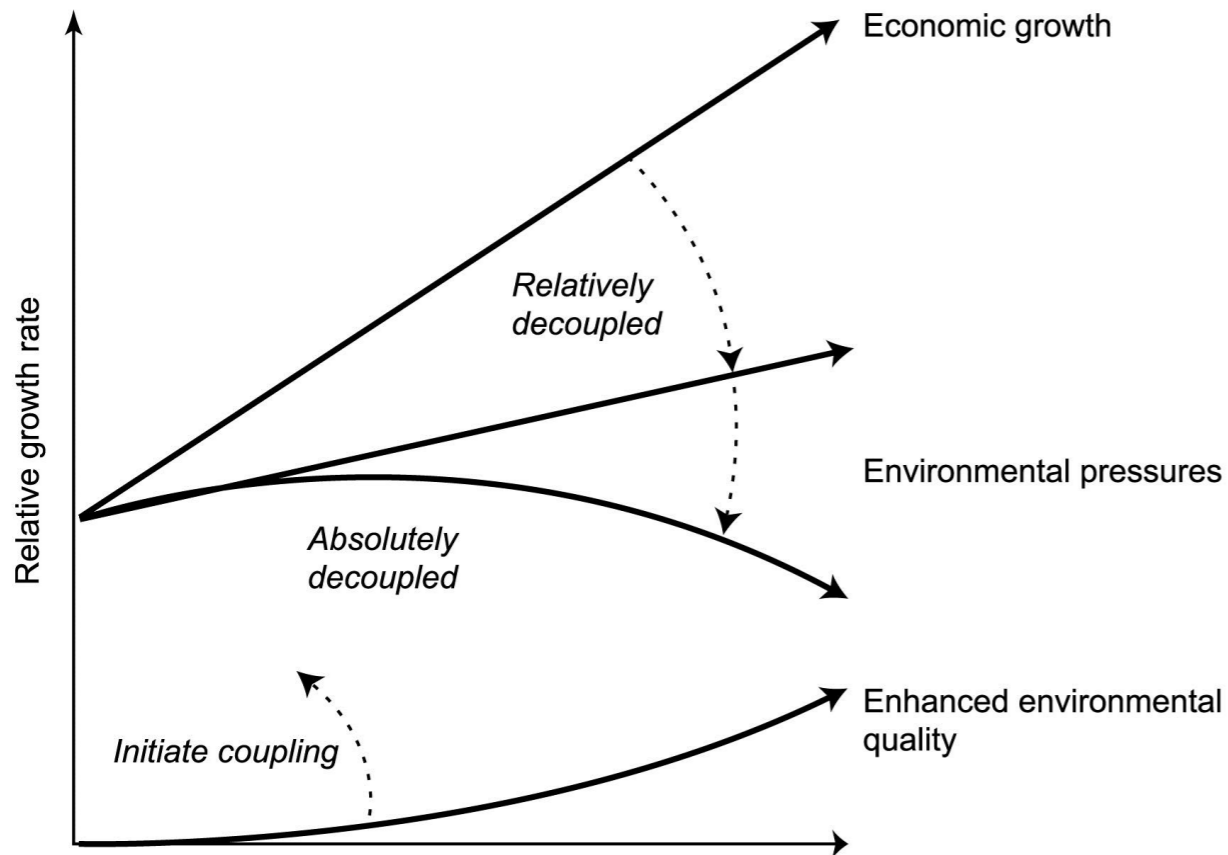 Economic growth
Relatively
decoupled
Relative growth rate
Environmental pressures
Absolutely
decoupled
Enhanced environmental
quality
Initiate coupling